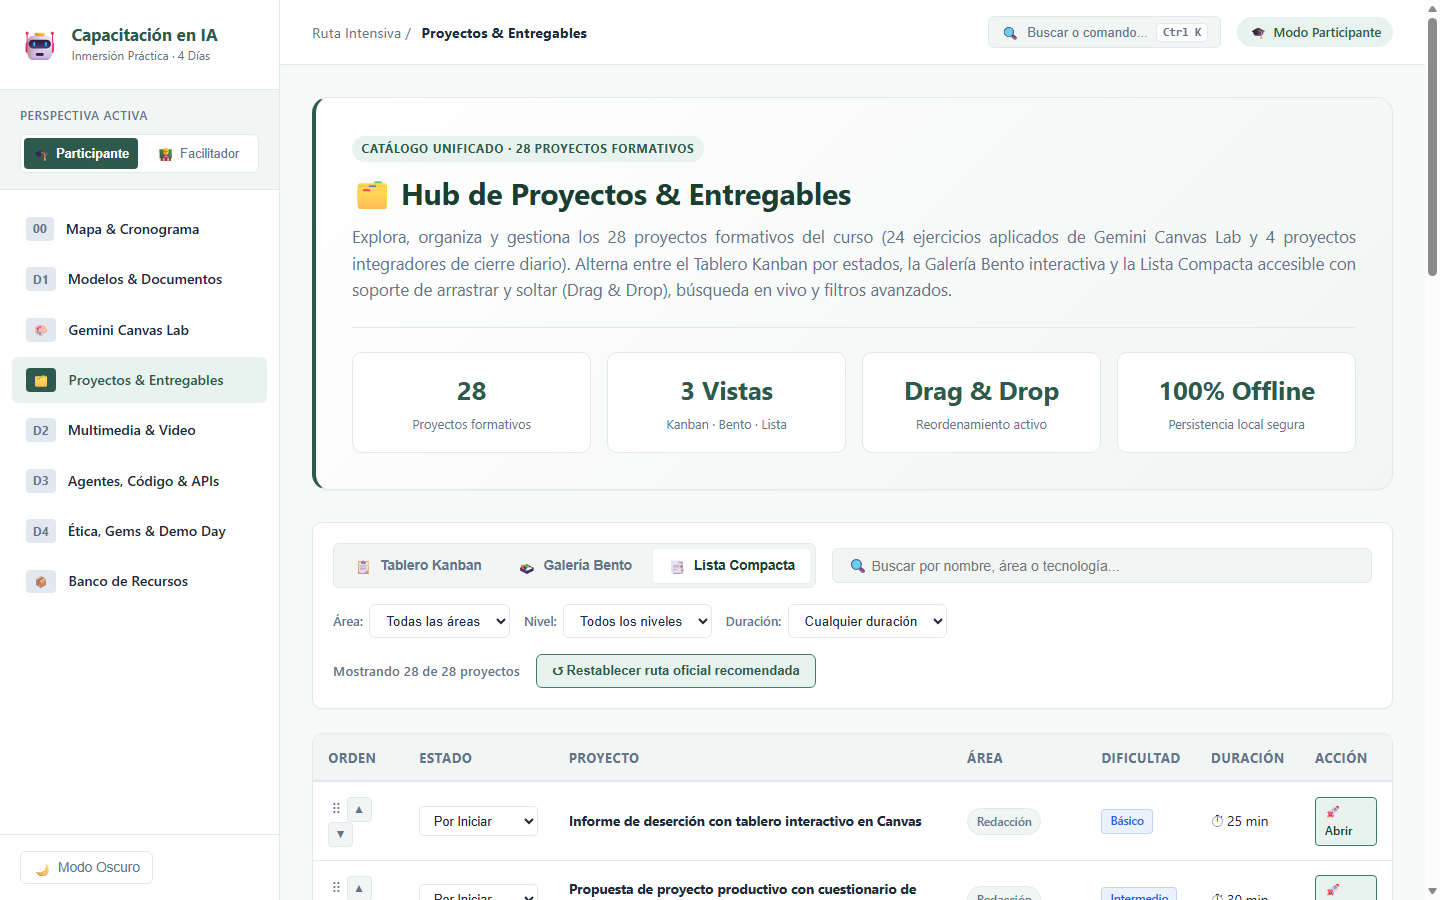 Capacitación en IA
Inmersión Práctica · 4 Días
PERSPECTIVA ACTIVA
Participante
Facilitador
00 Mapa & Cronograma
D1 Modelos & Documentos
Gemini Canvas Lab
Proyectos & Entregables
D2 Multimedia & Video
D3 Agentes, Código & APIs
D4 Ética, Gems & Demo Day
Banco de Recursos
Modo Oscuro
Ruta Intensiva / Proyectos & Entregables
Buscar o comando... Ctrl K
Modo Participante
CATÁLOGO UNIFICADO · 28 PROYECTOS FORMATIVOS
Hub de Proyectos & Entregables
Explora, organiza y gestiona los 28 proyectos formativos del curso (24 ejercicios aplicados de Gemini Canvas Lab y 4 proyectos
integradores de cierre diario). Alterna entre el Tablero Kanban por estados, la Galería Bento interactiva y la Lista Compacta accesible con
soporte de arrastrar y soltar (Drag & Drop), búsqueda en vivo y filtros avanzados.
28
Proyectos formativos
3 Vistas
Kanban · Bento · Lista
Drag & Drop
Reordenamiento activo
100% Offline
Persistencia local segura
Tablero Kanban
Galería Bento
Lista Compacta
Buscar por nombre, área o tecnología...
Área: Todas las áreas
Nivel: Todos los niveles
Duración: Cualquier duración
Mostrando 28 de 28 proyectos
↺ Restablecer ruta oficial recomendada
ORDEN ESTADO PROYECTO ÁREA DIFICULTAD DURACIÓN ACCIÓN
Por Iniciar
Informe de deserción con tablero interactivo en Canvas
Redacción
Básico
25 min
Abrir
Por Iniciar
Propuesta de proyecto productivo con cuestionario de
Redacción
Intermedio
30 min